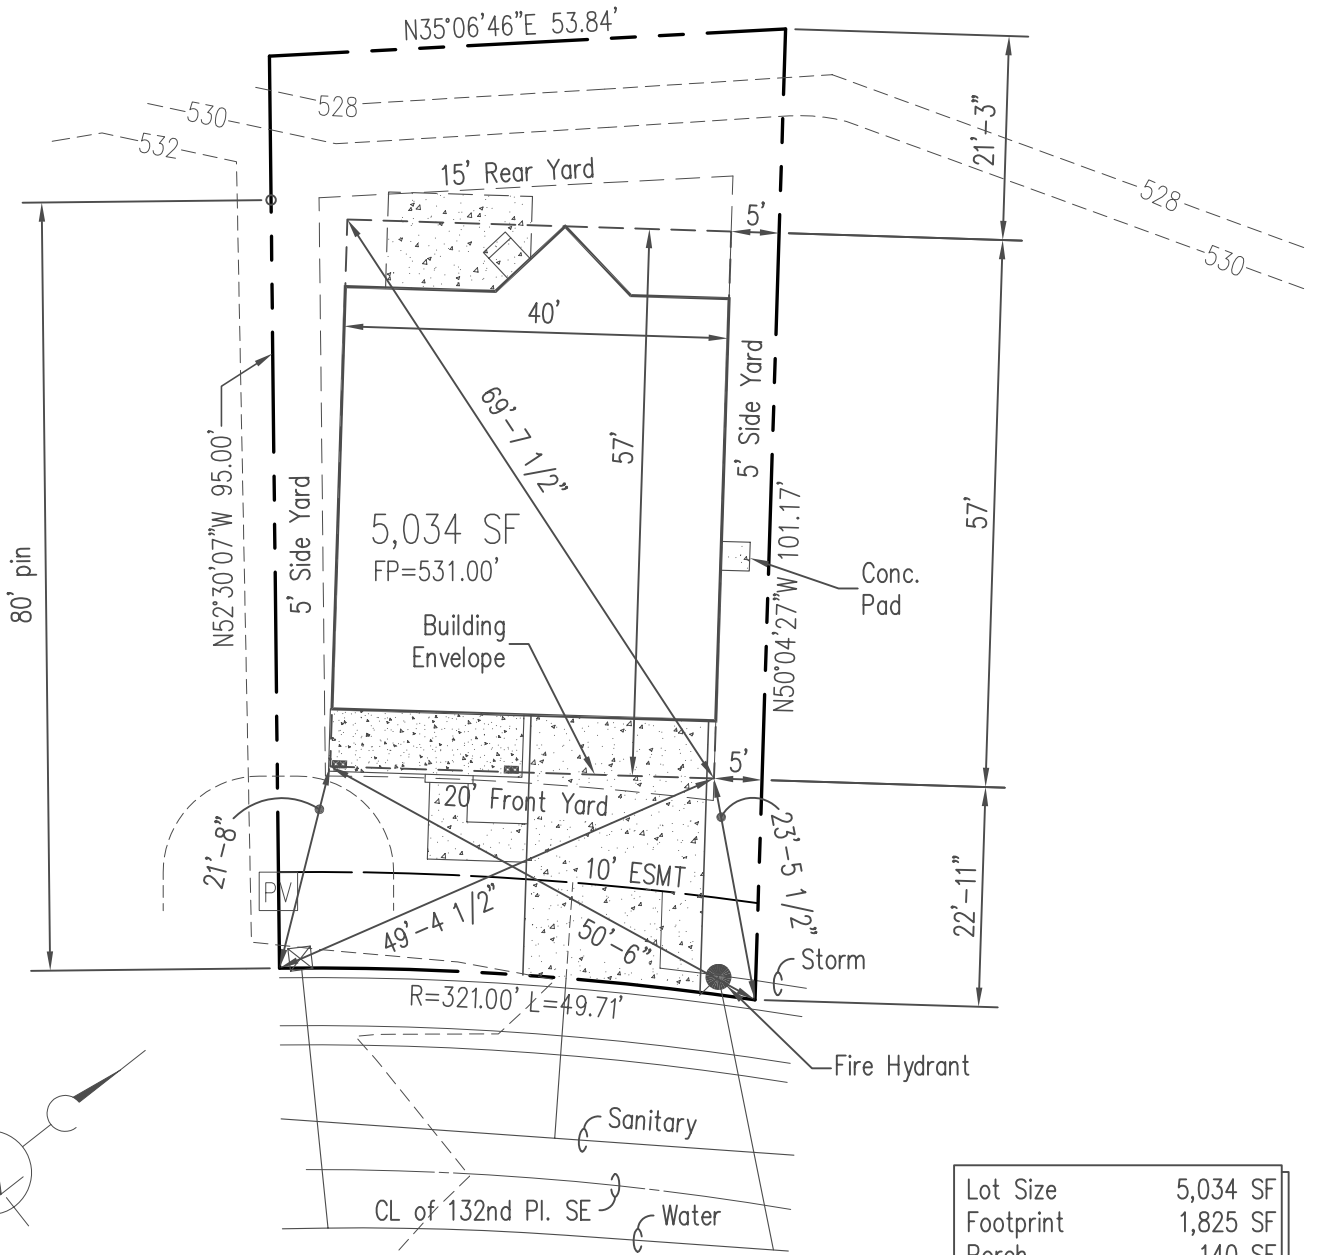 N35°06'46"E 53.84'
528
530
532
21'-3"
15' Rear Yard
5'
528
530
40'
69'-7 1/2"
57'
5' Side Yard
N52°30'07"W 95.00'
5' Side Yard
80' pin
5,034 SF
FP=531.00'
N50°04'27"W 101.17'
57'
Conc.
Pad
Building
Envelope
5'
20' Front Yard
21'-8"
23'-5 1/2"
10' ESMT
PV
49'-4 1/2"
50'-6"
22'-11"
Storm
R=321.00' L=49.71'
Fire Hydrant
Sanitary
CL of 132nd Pl. SE
Water
Lot Size 5,034 SF
Footprint 1,825 SF
Porch 140 SF